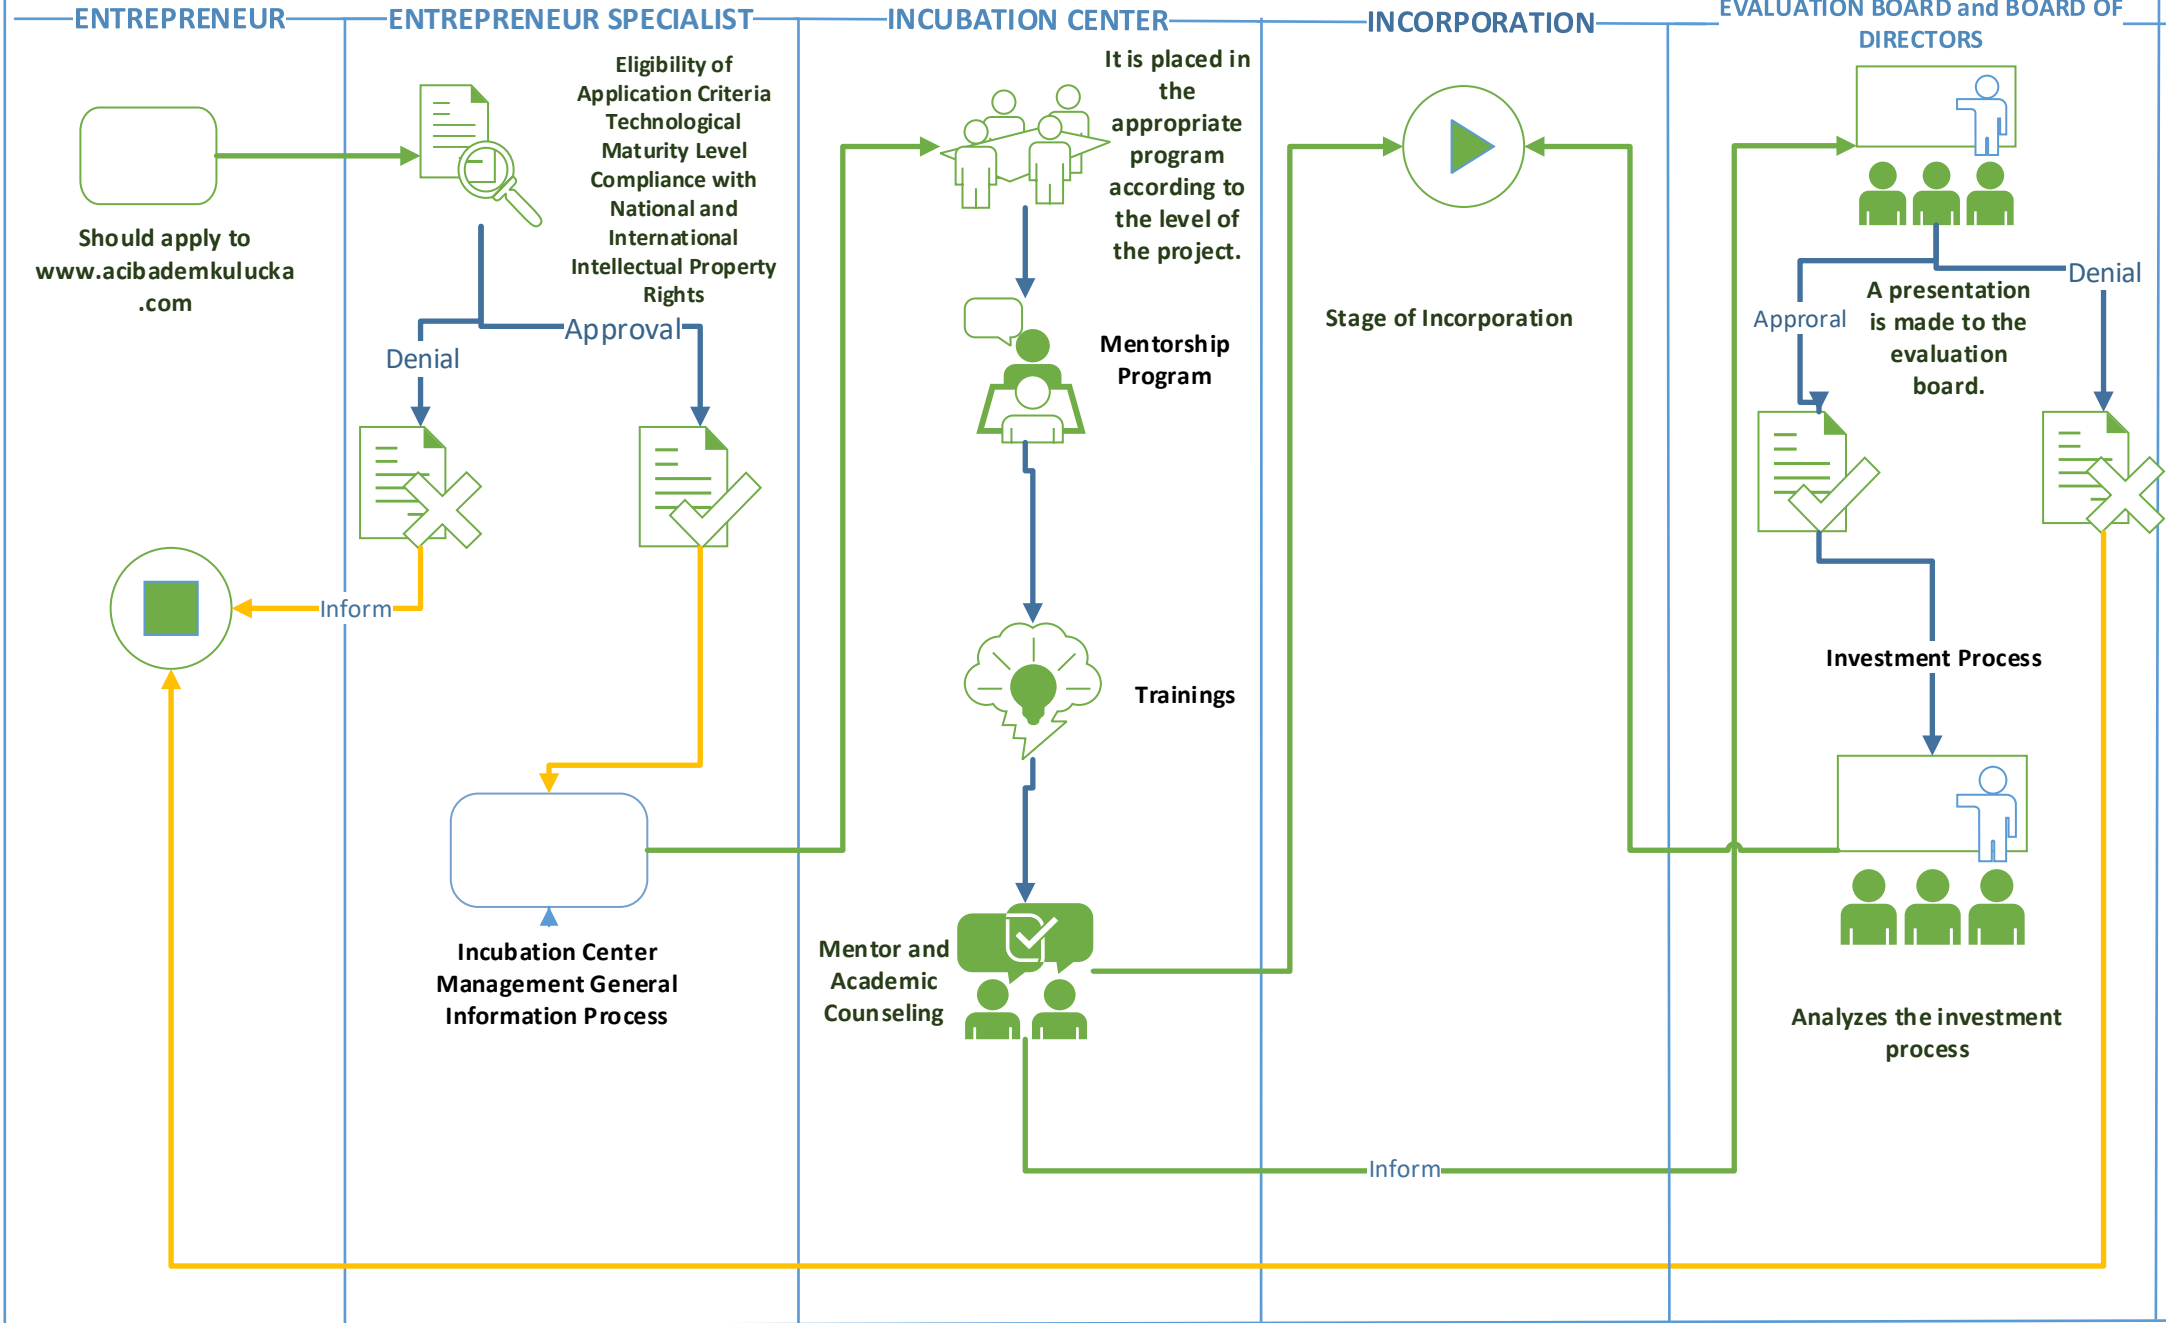 ENTREPRENEUR
ENTREPRENEUR SPECIALIST
INCUBATION CENTER
INCORPORATION
EVALUATION BOARD and BOARD OF
DIRECTORS
Should apply to
www.acibademkulucka
.com
Eligibility of
Application Criteria
Technological
Maturity Level
Compliance with
National and
International
Intellectual Property
Rights
Denial
Approval
Inform
Incubation Center
Management General
Information Process
It is placed in
the
appropriate
program
according to
the level of
the project.
Mentorship
Program
Trainings
Mentor and
Academic
Counseling
Stage of Incorporation
Inform
Approral
Denial
A presentation
is made to the
evaluation
board.
Investment Process
Analyzes the investment
process